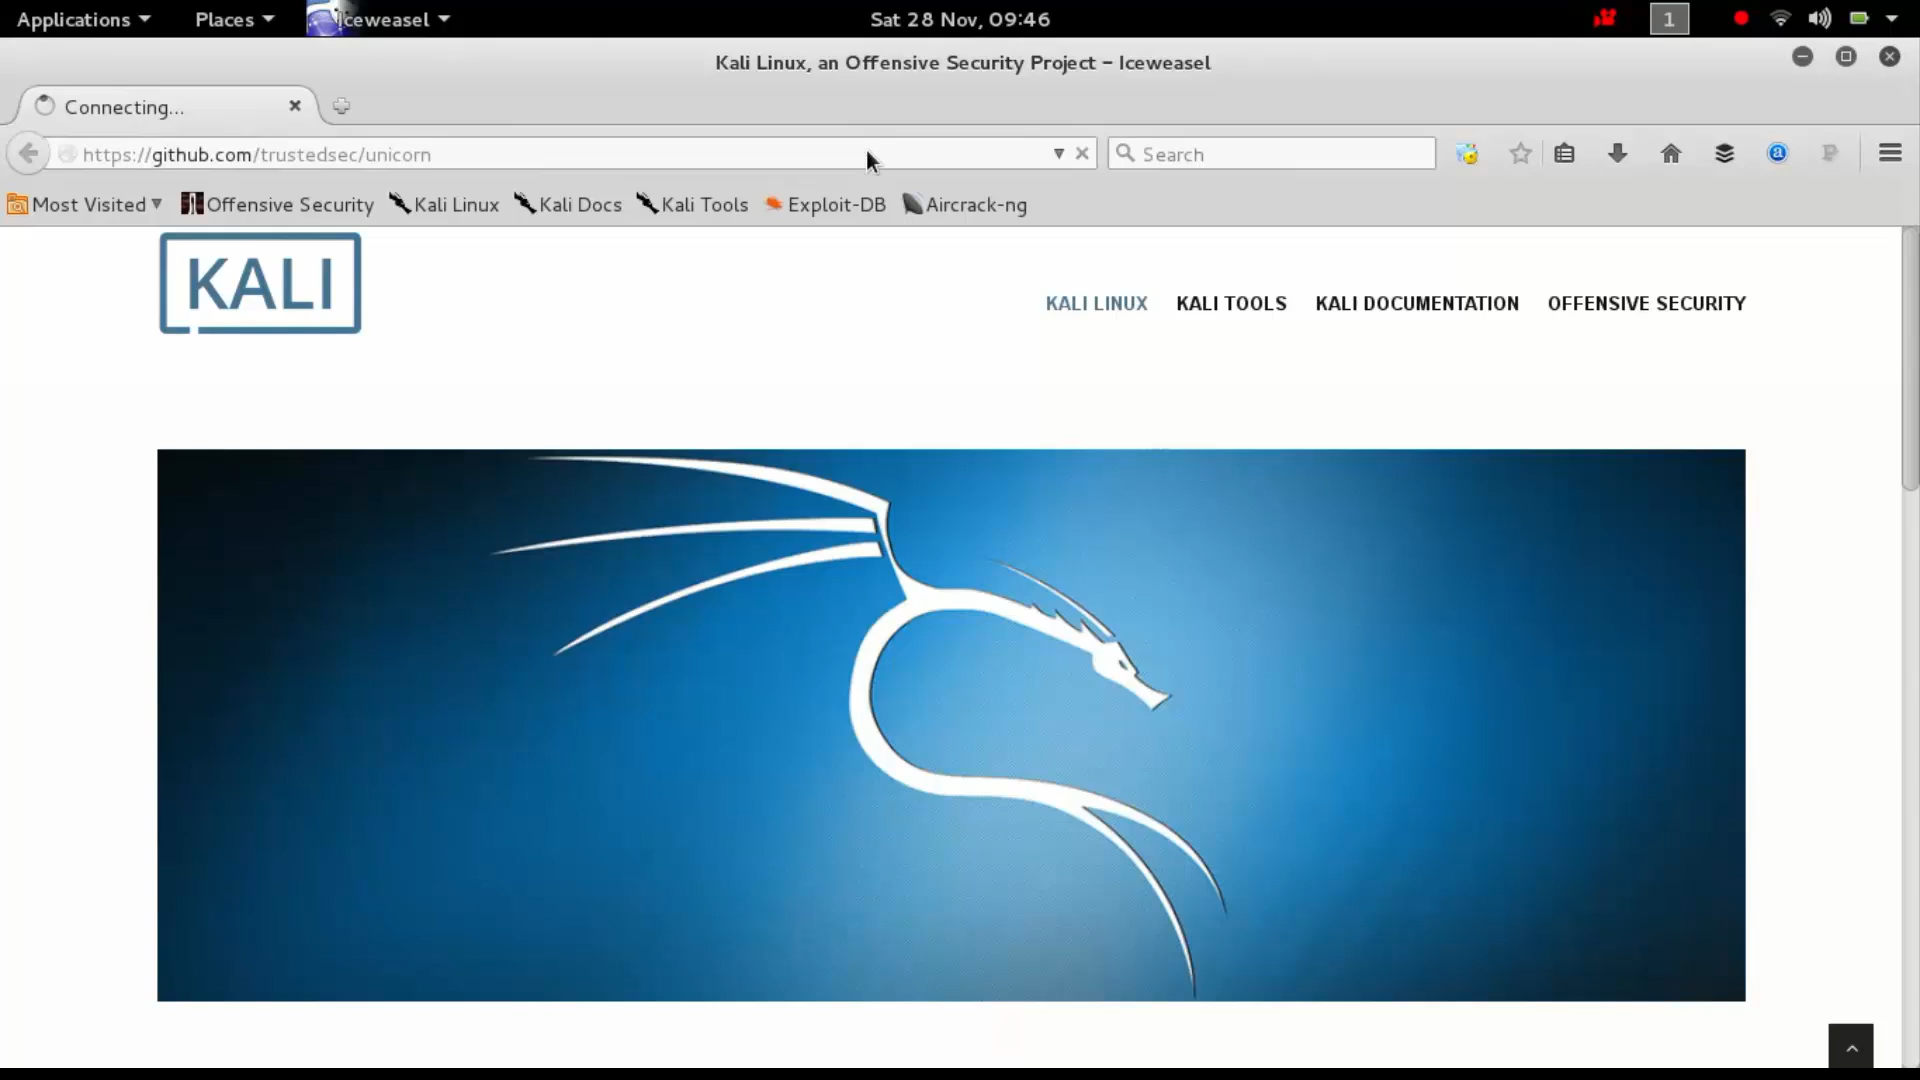 Applications Places Iceweasel Sat 28 Nov, 09:46 1
Kali Linux, an Offensive Security Project – Iceweasel
Connecting...
https://github.com/trustedsec/unicorn Search
Most Visited Offensive Security Kali Linux Kali Docs Kali Tools Exploit-DB Aircrack-ng
KALI
KALI LINUX KALI TOOLS KALI DOCUMENTATION OFFENSIVE SECURITY